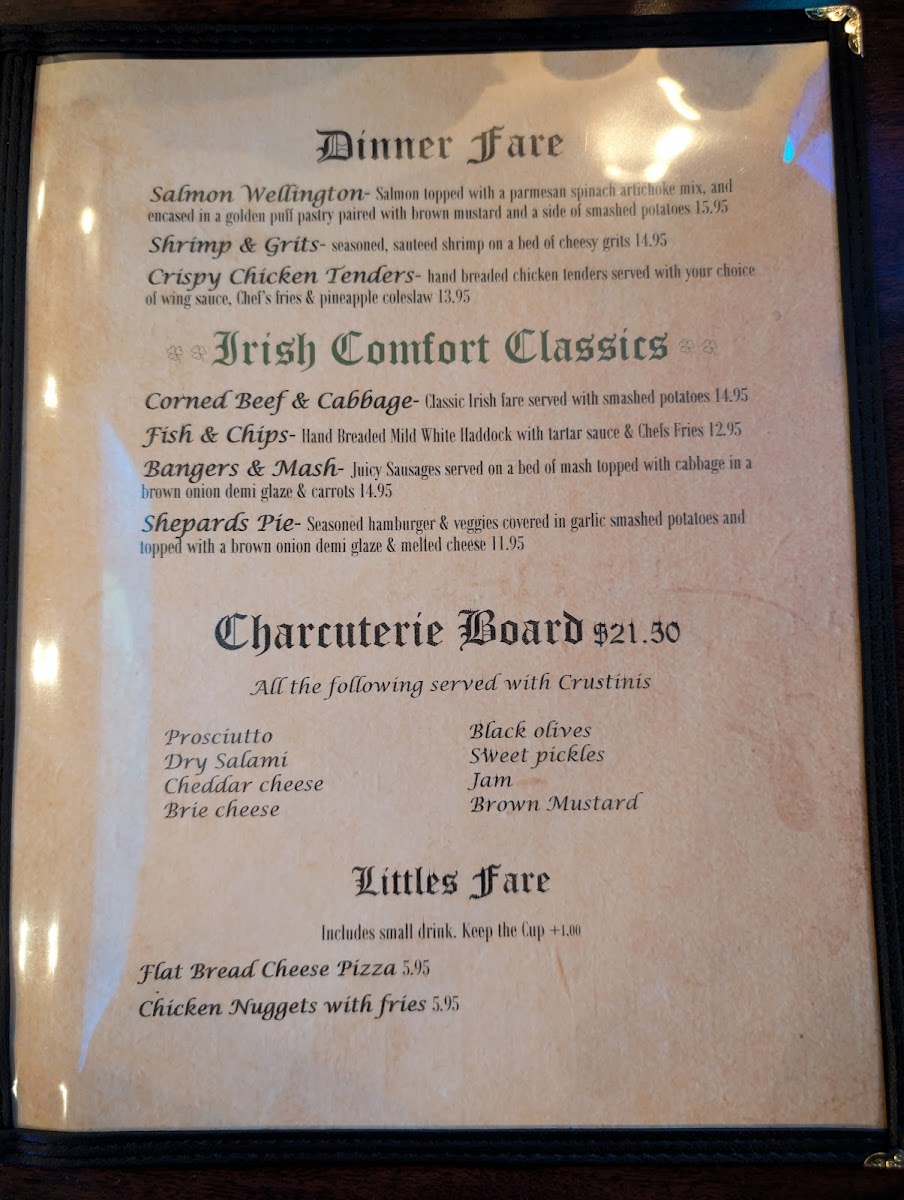 Dinner Fare
Salmon Wellington- Salmon topped with a parmesan spinach artichoke mix, and
encased in a golden puff pastry paired with brown mustard and a side of smashed potatoes 15.95
Shrimp & Grits- seasoned, sauteed shrimp on a bed of cheesy grits 14.95
Crispy Chicken Tenders- hand breaded chicken tenders served with your choice
of wing sauce, Chef's fries & pineapple coleslaw 13.95
Irish Comfort Classics
Corned Beef & Cabbage- Classic Irish fare served with smashed potatoes 14.95
Fish & Chips- Hand Breaded Mild White Haddock with tartar sauce & Chefs Fries 12.95
Bangers & Mash- Juicy Sausages served on a bed of mash topped with cabbage in a
brown onion demi glaze & carrots 14.95
Shepards Pie- Seasoned hamburger & veggies covered in garlic smashed potatoes and
topped with a brown onion demi glaze & melted cheese 11.95
Charcuterie Board $21.50
All the following served with Crustinis
Prosciutto
Dry Salami
Cheddar cheese
Brie cheese
Black olives
Sweet pickles
Jam
Brown Mustard
Littles Fare
Includes small drink. Keep the Cup +1.00
Flat Bread Cheese Pizza 5.95
Chicken Nuggets with fries 5.95